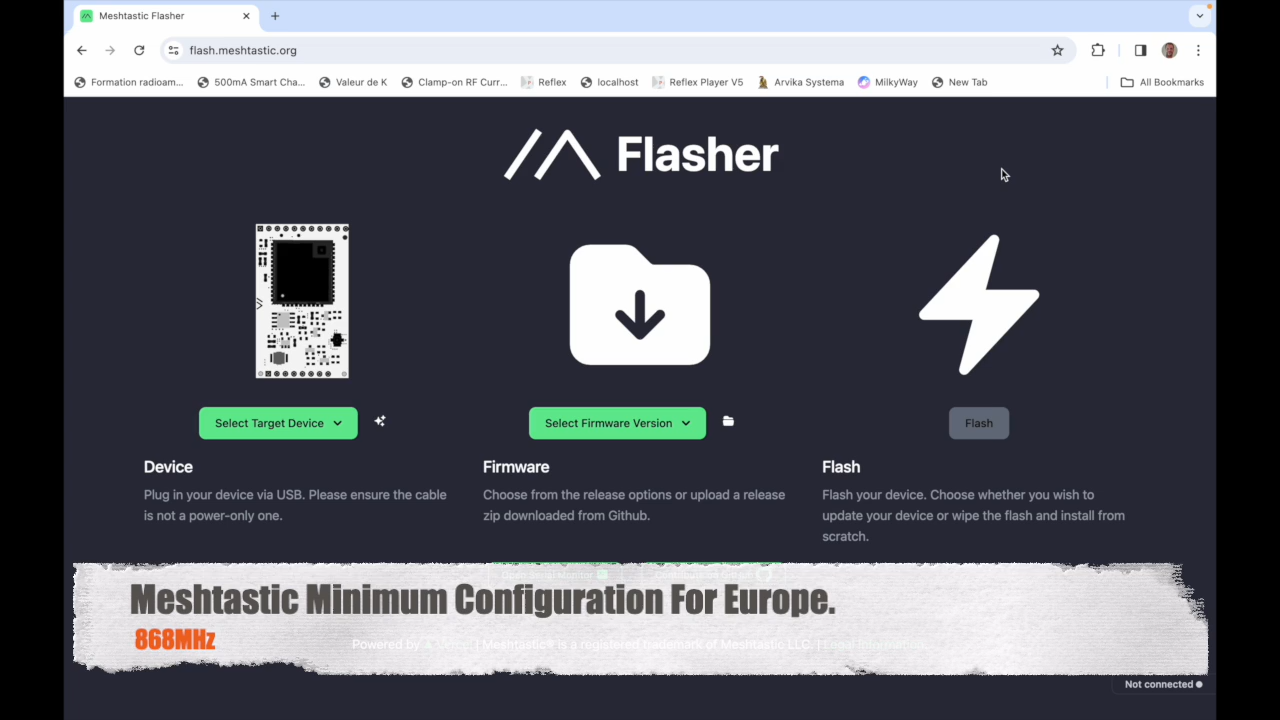 Meshtastic Flasher
flash.meshtastic.org
Formation radioam... 500mA Smart Cha... Valeur de K Clamp-on RF Curr... Reflex localhost Reflex Player V5 Arvika Systema MilkyWay New Tab All Bookmarks
Flasher
Select Target Device Select Firmware Version Flash
Device
Plug in your device via USB. Please ensure the cable
is not a power-only one.
Firmware
Choose from the release options or upload a release
zip downloaded from Github.
Flash
Flash your device. Choose whether you wish to
update your device or wipe the flash and install from
scratch.
Meshtastic Minimum Configuration For Europe.
868MHz
Powered by | Meshtastic® is a registered trademark of Meshtastic LLC. |
Not connected